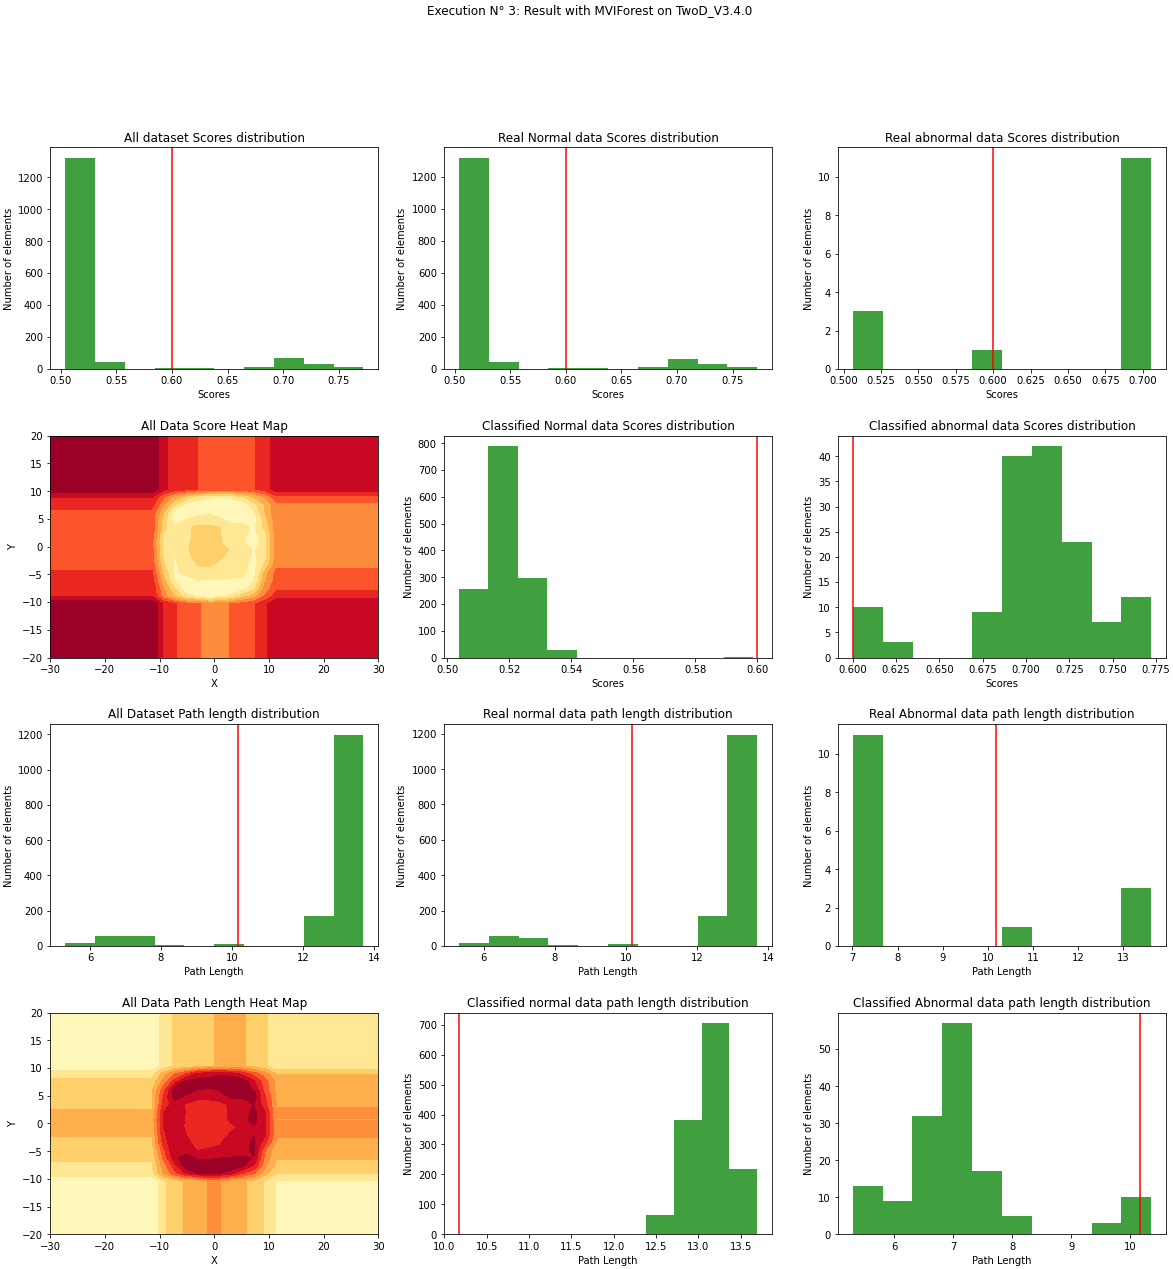 Execution N° 3: Result with MVIForest on TwoD_V3.4.0
All dataset Scores distribution
Number of elements
1200
1000
800
600
400
200
0
0.50 0.55 0.60 0.65 0.70 0.75
Scores
Real Normal data Scores distribution
Number of elements
1200
1000
800
600
400
200
0
0.50 0.55 0.60 0.65 0.70 0.75
Scores
Real abnormal data Scores distribution
Number of elements
10
8
6
4
2
0
0.500 0.525 0.550 0.575 0.600 0.625 0.650 0.675 0.700
Scores
All Data Score Heat Map
Y
20
15
10
5
0
−5
−10
−15
−20
−30 −20 −10 0 10 20 30
X
Classified Normal data Scores distribution
Number of elements
800
700
600
500
400
300
200
100
0
0.50 0.52 0.54 0.56 0.58 0.60
Scores
Classified abnormal data Scores distribution
Number of elements
40
35
30
25
20
15
10
5
0
0.600 0.625 0.650 0.675 0.700 0.725 0.750 0.775
Scores
All Dataset Path length distribution
Number of elements
1200
1000
800
600
400
200
0
6 8 10 12 14
Path Length
Real normal data path length distribution
Number of elements
1200
1000
800
600
400
200
0
6 8 10 12 14
Path Length
Real Abnormal data path length distribution
Number of elements
10
8
6
4
2
0
7 8 9 10 11 12 13
Path Length
All Data Path Length Heat Map
Y
20
15
10
5
0
−5
−10
−15
−20
−30 −20 −10 0 10 20 30
X
Classified normal data path length distribution
Number of elements
700
600
500
400
300
200
100
0
10.0 10.5 11.0 11.5 12.0 12.5 13.0 13.5
Path Length
Classified Abnormal data path length distribution
Number of elements
50
40
30
20
10
0
6 7 8 9 10
Path Length